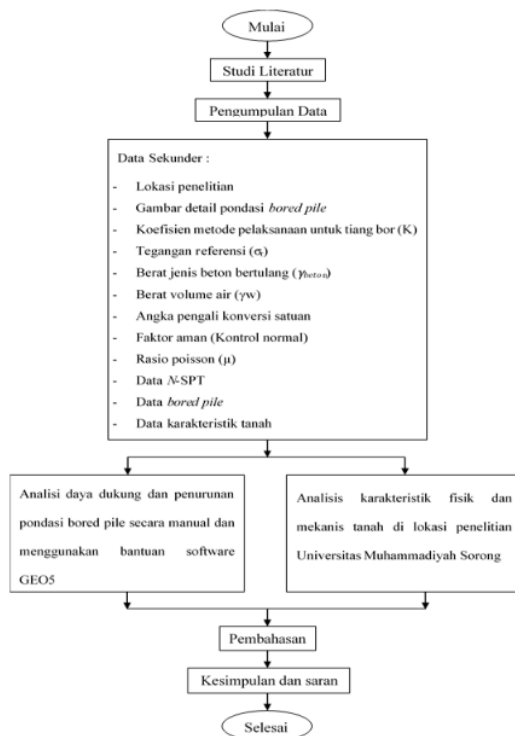 Mulai
Studi Literatur
Pengumpulan Data
Data Sekunder :
- Lokasi penelitian
- Gambar detail pondasi bored pile
- Koefisien metode pelaksanaan untuk tiang bor (K)
- Tegangan referensi (σr)
- Berat jenis beton bertulang (γbeton)
- Berat volume air (γw)
- Angka pengali konversi satuan
- Faktor aman (Kontrol normal)
- Rasio poisson (μ)
- Data N-SPT
- Data bored pile
- Data karakteristik tanah
Analisi daya dukung dan penurunan
pondasi bored pile secara manual dan
menggunakan bantuan software
GEO5
Analisis karakteristik fisik dan
mekanis tanah di lokasi penelitian
Universitas Muhammadiyah Sorong
Pembahasan
Kesimpulan dan saran
Selesai